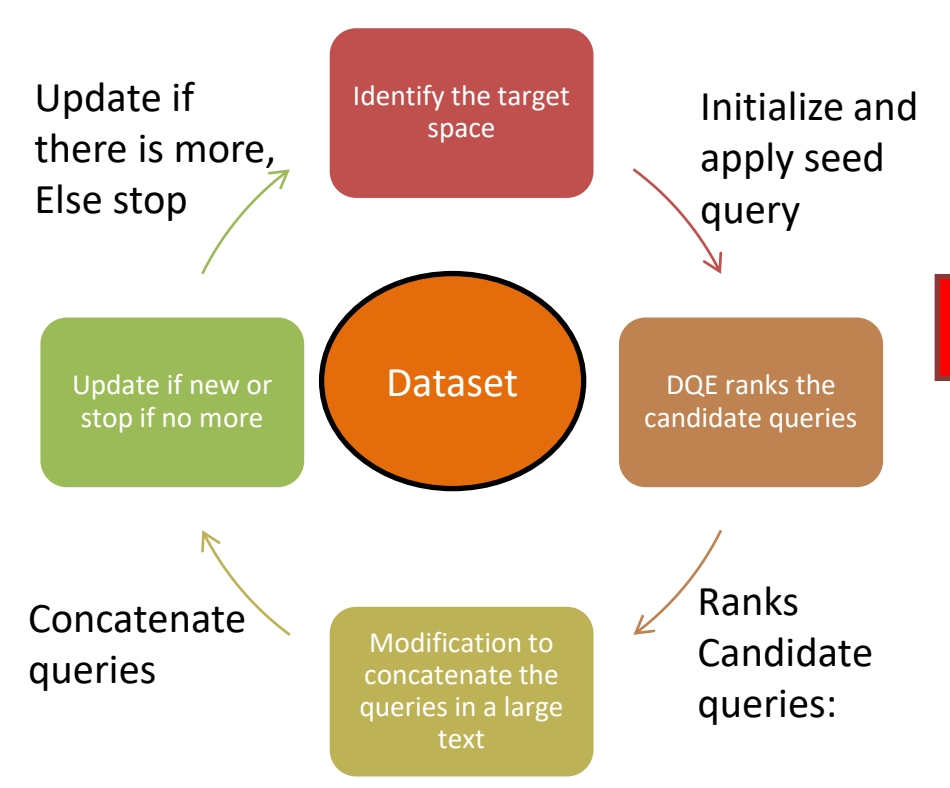 Identify the target
space
Update if
there is more,
Else stop
Initialize and
apply seed
query
Update if new or
stop if no more
Dataset
DQE ranks the
candidate queries
Concatenate
queries
Modification to
concatenate the
queries in a large
text
Ranks
Candidate
queries: